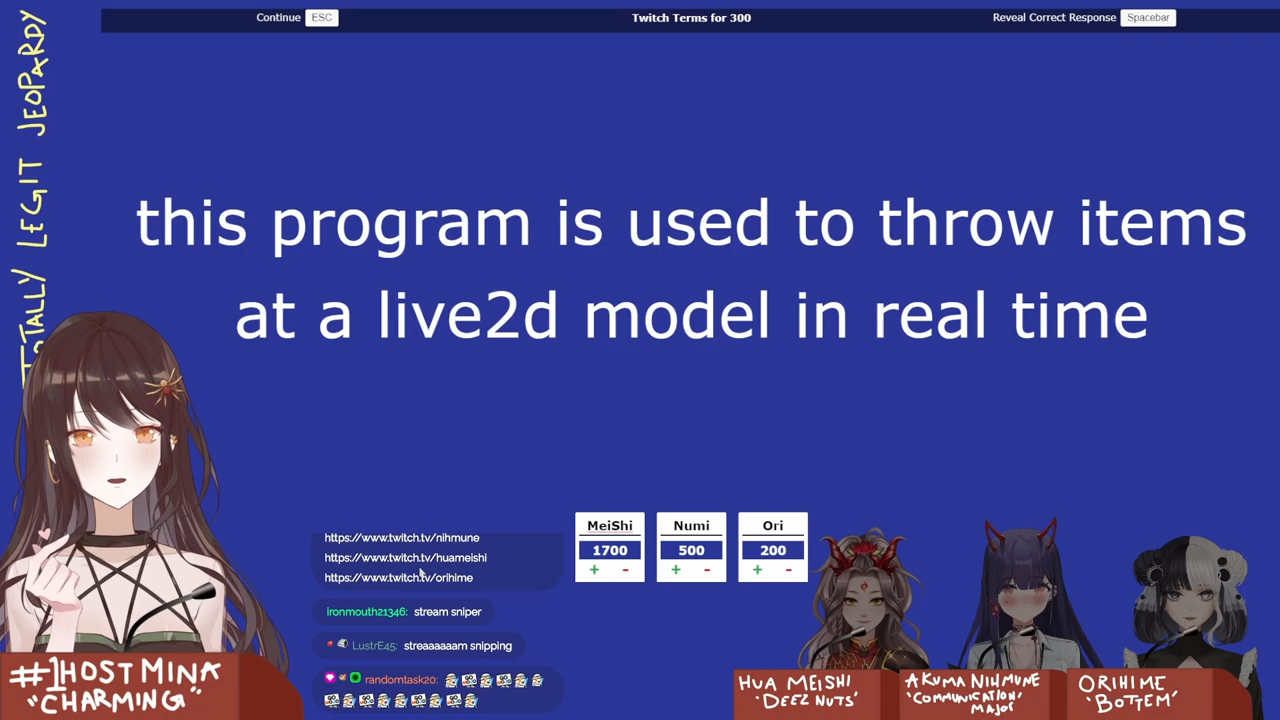 Continue ESC
Twitch Terms for 300
Reveal Correct Response Spacebar
TOTALLY LEGIT JEOPARDY
this program is used to throw items
at a live2d model in real time
https://www.twitch.tv/nihmune
https://www.twitch.tv/huameishi
https://www.twitch.tv/orihime
ironmouth21346: stream sniper
LustrE45: streaaaaaam snipping
randomtask20:
MeiShi
1700
+ -
Numi
500
+ -
Ori
200
+ -
#1 HOST MINA
"CHARMING"
HUA MEISHI
'DEEZ NUTS'
AKUMA NIHMUNE
'COMMUNICATION'
MAJOR
ORIHIME
'BOTTEM'